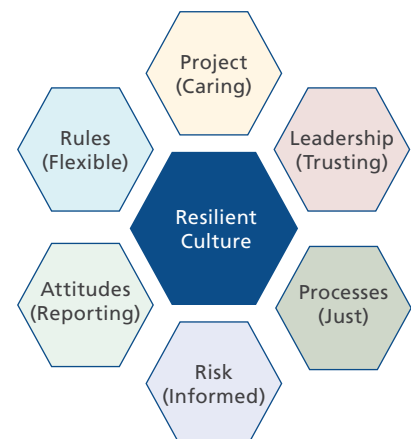 Project
(Caring)
Rules
(Flexible)
Leadership
(Trusting)
Resilient
Culture
Attitudes
(Reporting)
Processes
(Just)
Risk
(Informed)